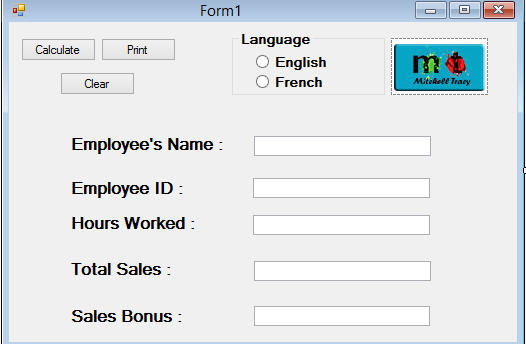 Form1
Calculate
Print
Clear
Language
English
French
mt
Mitchell Tracy
Employee's Name :
Employee ID :
Hours Worked :
Total Sales :
Sales Bonus :